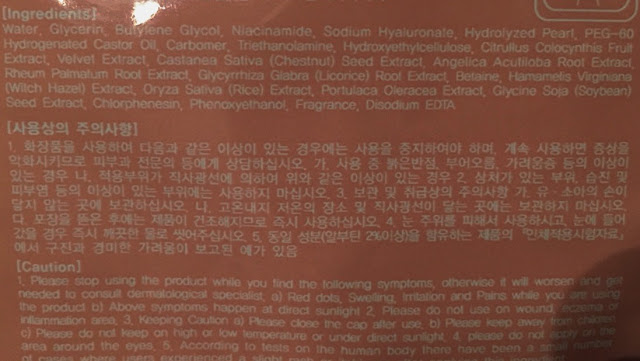 [Ingredients]
Water, Glycerin, Butylene Glycol, Niacinamide, Sodium Hyaluronate, Hydrolyzed Pearl, PEG-60
Hydrogenated Castor Oil, Carbomer, Triethanolamine, Hydroxyethylcellulose, Citrullus Colocynthis Fruit
Extract, Velvet Extract, Castanea Sativa (Chestnut) Seed Extract, Angelica Acutiloba Root Extract,
Rheum Palmatum Root Extract, Glycyrrhiza Glabra (Licorice) Root Extract, Betaine, Hamamelis Virginiana
(Witch Hazel) Extract, Oryza Sativa (Rice) Extract, Portulaca Oleracea Extract, Glycine Soja (Soybean)
Seed Extract, Chlorphenesin, Phenoxyethanol, Fragrance, Disodium EDTA
[사용상의 주의사항]
1. 화장품을 사용하여 다음과 같은 이상이 있는 경우에는 사용을 중지하여야 하며, 계속 사용하면 증상을
악화시키므로 피부과 전문의 등에게 상담하십시오. 가. 사용 중 붉은반점, 부어오름, 가려움증 등의 이상이
있는 경우 나. 적용부위가 직사광선에 의하여 위와 같은 이상이 있는 경우 2. 상처가 있는 부위, 습진 및
피부염 등의 이상이 있는 부위에는 사용하지 마십시오. 3. 보관 및 취급상의 주의사항 가. 유·소아의 손이
닿지 않는 곳에 보관하십시오. 나. 고온내지 저온의 장소 및 직사광선이 닿는 곳에는 보관하지 마십시오.
다. 포장을 뜯은 후에는 제품이 건조해지므로 즉시 사용하십시오. 4. 눈 주위를 피해서 사용하시고, 눈에 들어
갔을 경우 즉시 깨끗한 물로 씻어주십시오. 5. 동일 성분(알부틴 2%이상)을 함유하는 제품의 "인체적용시험자료"
에서 구진과 경미한 가려움이 보고된 예가 있음
[Caution]
1. Please stop using the product while you find the following symptoms, otherwise it will worsen and get
needed to consult dermatological specialist. a) Red dots, Swelling, Irritation and Pains while you are using
the product b) Above symptoms happen at direct sunlight 2. Please do not use on wound, eczema or
inflammation area. 3. Keeping Caution a) Please close the cap after use, b) Please keep away from children,
c) Please do not keep on high or low temperature or under direct sunlight. 4. please do not apply on the
area around the eyes. 5. According to tests on the human body there have been a small number
of cases where users experienced a slight